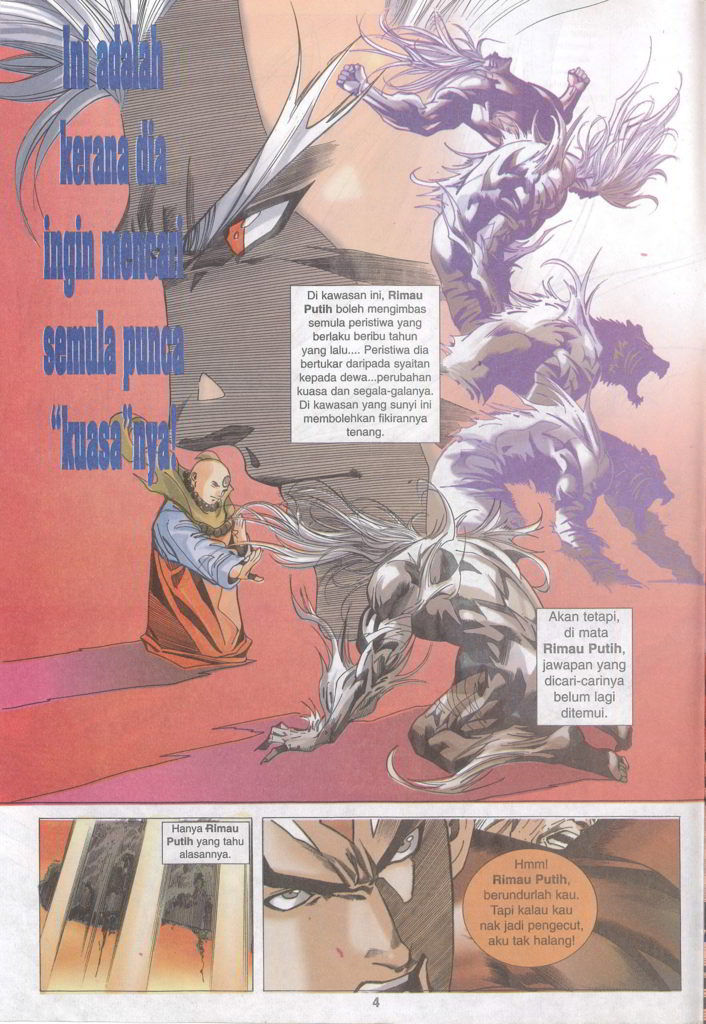 Ini adalah
kerana dia
ingin mencari
semula punca
“kuasa”nya!
Di kawasan ini, Rimau
Putih boleh mengimbas
semula peristiwa yang
berlaku beribu tahun
yang lalu.... Peristiwa dia
bertukar daripada syaitan
kepada dewa...perubahan
kuasa dan segala-galanya.
Di kawasan yang sunyi ini
membolehkan fikirannya
tenang.
Akan tetapi,
di mata
Rimau Putih,
jawapan yang
dicari-carinya
belum lagi
ditemui.
Hanya Rimau
Putih yang tahu
alasannya.
Hmm!
Rimau Putih,
berundurlah kau.
Tapi kalau kau
nak jadi pengecut,
aku tak halang!
4